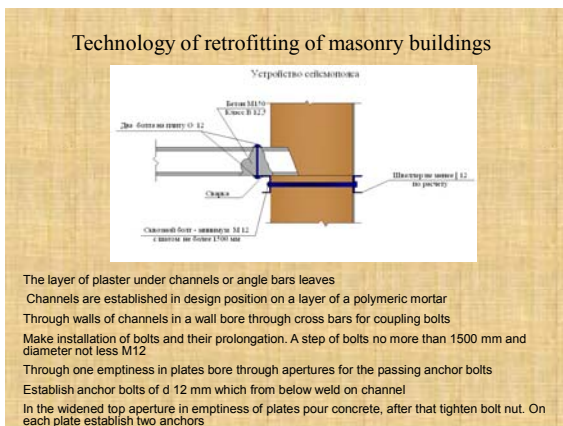 Technology of retrofitting of masonry buildings
Устройство сейсмопояса
Бетон М150
Класс В 12,5
Два болта на плиту О 12
Сварка
Швеллер не менее [ 12
по расчету
Сквозной болт - минимум М 12
с шагом не более 1500 мм
The layer of plaster under channels or angle bars leaves
Channels are established in design position on a layer of a polymeric mortar
Through walls of channels in a wall bore through cross bars for coupling bolts
Make installation of bolts and their prolongation. A step of bolts no more than 1500 mm and
diameter not less M12
Through one emptiness in plates bore through apertures for the passing anchor bolts
Establish anchor bolts of d 12 mm which from below weld on channel
In the widened top aperture in emptiness of plates pour concrete, after that tighten bolt nut. On
each plate establish two anchors